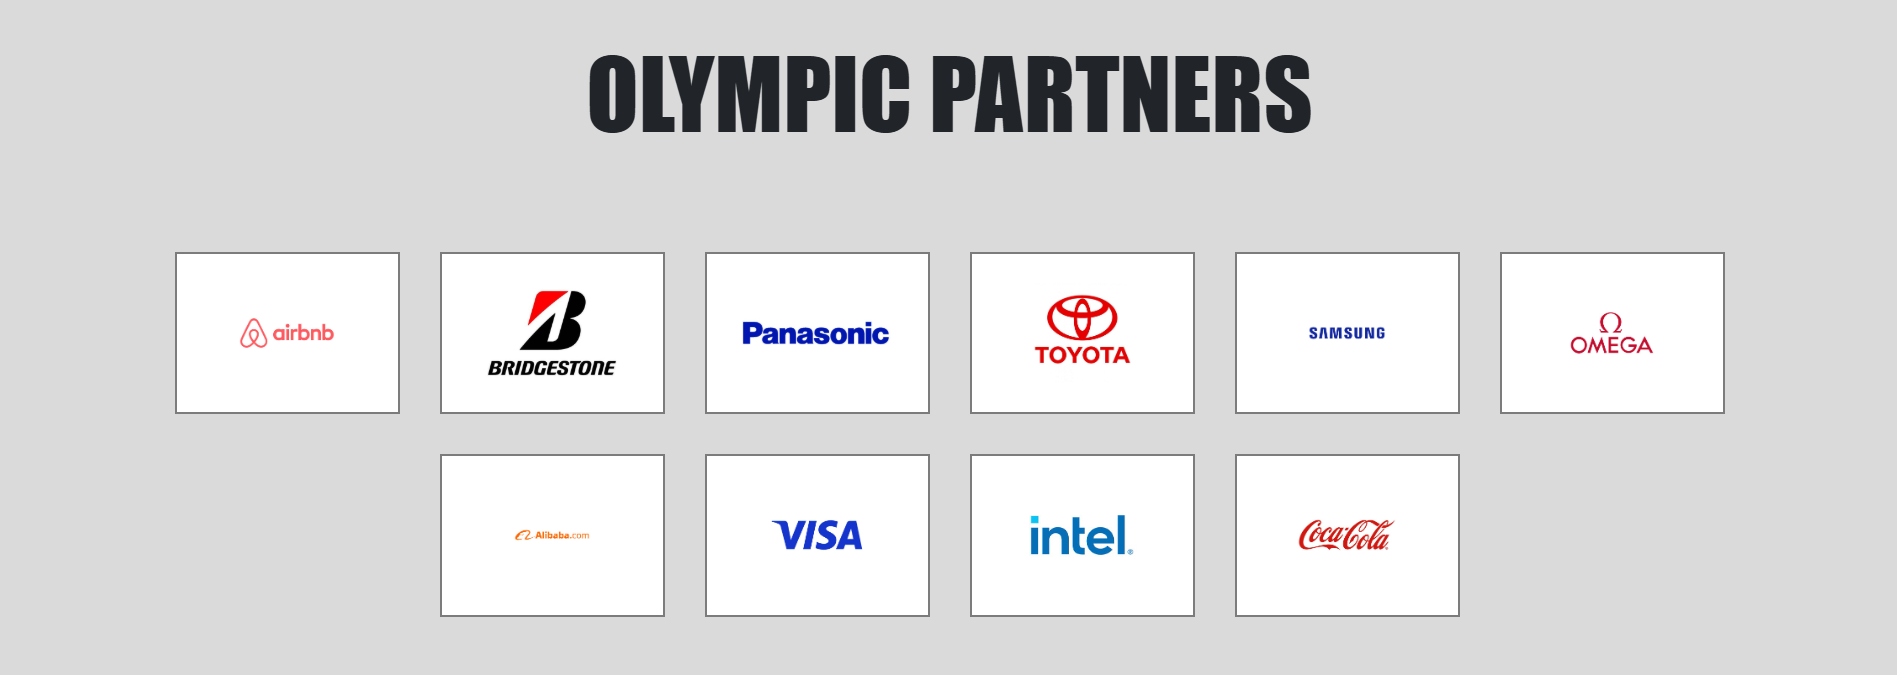 OLYMPIC PARTNERS
airbnb
BRIDGESTONE
Panasonic
TOYOTA
SAMSUNG
Ω
OMEGA
Alibaba.com
VISA
intel®
Coca-Cola®